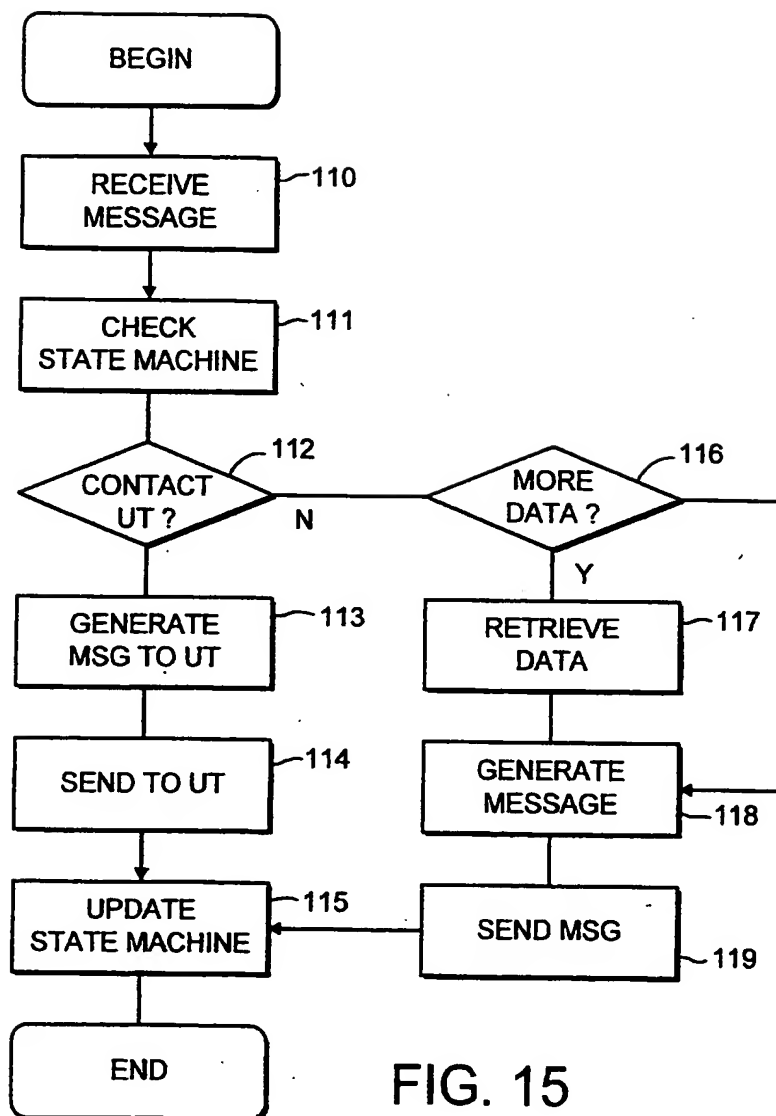 BEGIN
RECEIVE
MESSAGE
110
CHECK
STATE MACHINE
111
CONTACT
UT ?
112
N
MORE
DATA ?
116
Y
GENERATE
MSG TO UT
113
RETRIEVE
DATA
117
SEND TO UT
114
GENERATE
MESSAGE
118
UPDATE
STATE MACHINE
115
SEND MSG
119
END
FIG. 15